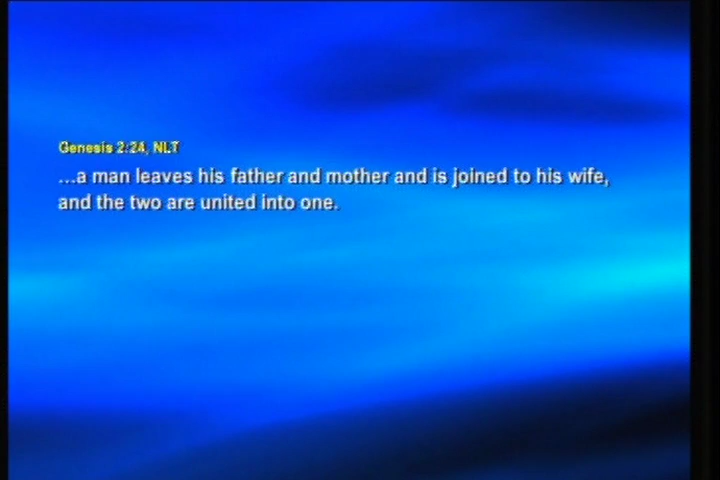 Genesis 2:24, NLT
...a man leaves his father and mother and is joined to his wife,
and the two are united into one.